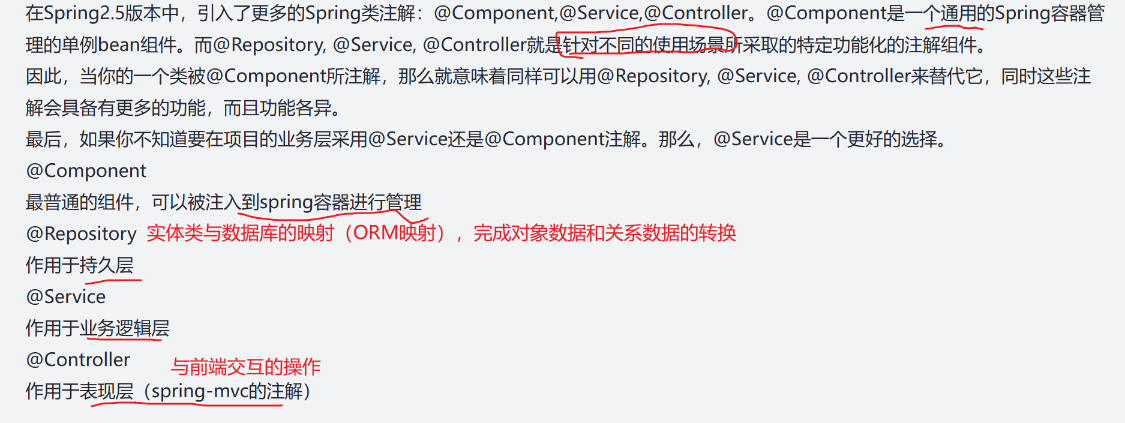 在Spring2.5版本中，引入了更多的Spring类注解：@Component,@Service,@Controller。@Component是一个通用的Spring容器管
理的单例bean组件。而@Repository, @Service, @Controller就是针对不同的使用场景所采取的特定功能化的注解组件。
因此，当你的一个类被@Component所注解，那么就意味着同样可以用@Repository, @Service, @Controller来替代它，同时这些注
解会具备有更多的功能，而且功能各异。
最后，如果你不知道要在项目的业务层采用@Service还是@Component注解。那么，@Service是一个更好的选择。
@Component
最普通的组件，可以被注入到spring容器进行管理
@Repository 实体类与数据库的映射（ORM映射），完成对象数据和关系数据的转换
作用于持久层
@Service
作用于业务逻辑层
@Controller 与前端交互的操作
作用于表现层（spring-mvc的注解）